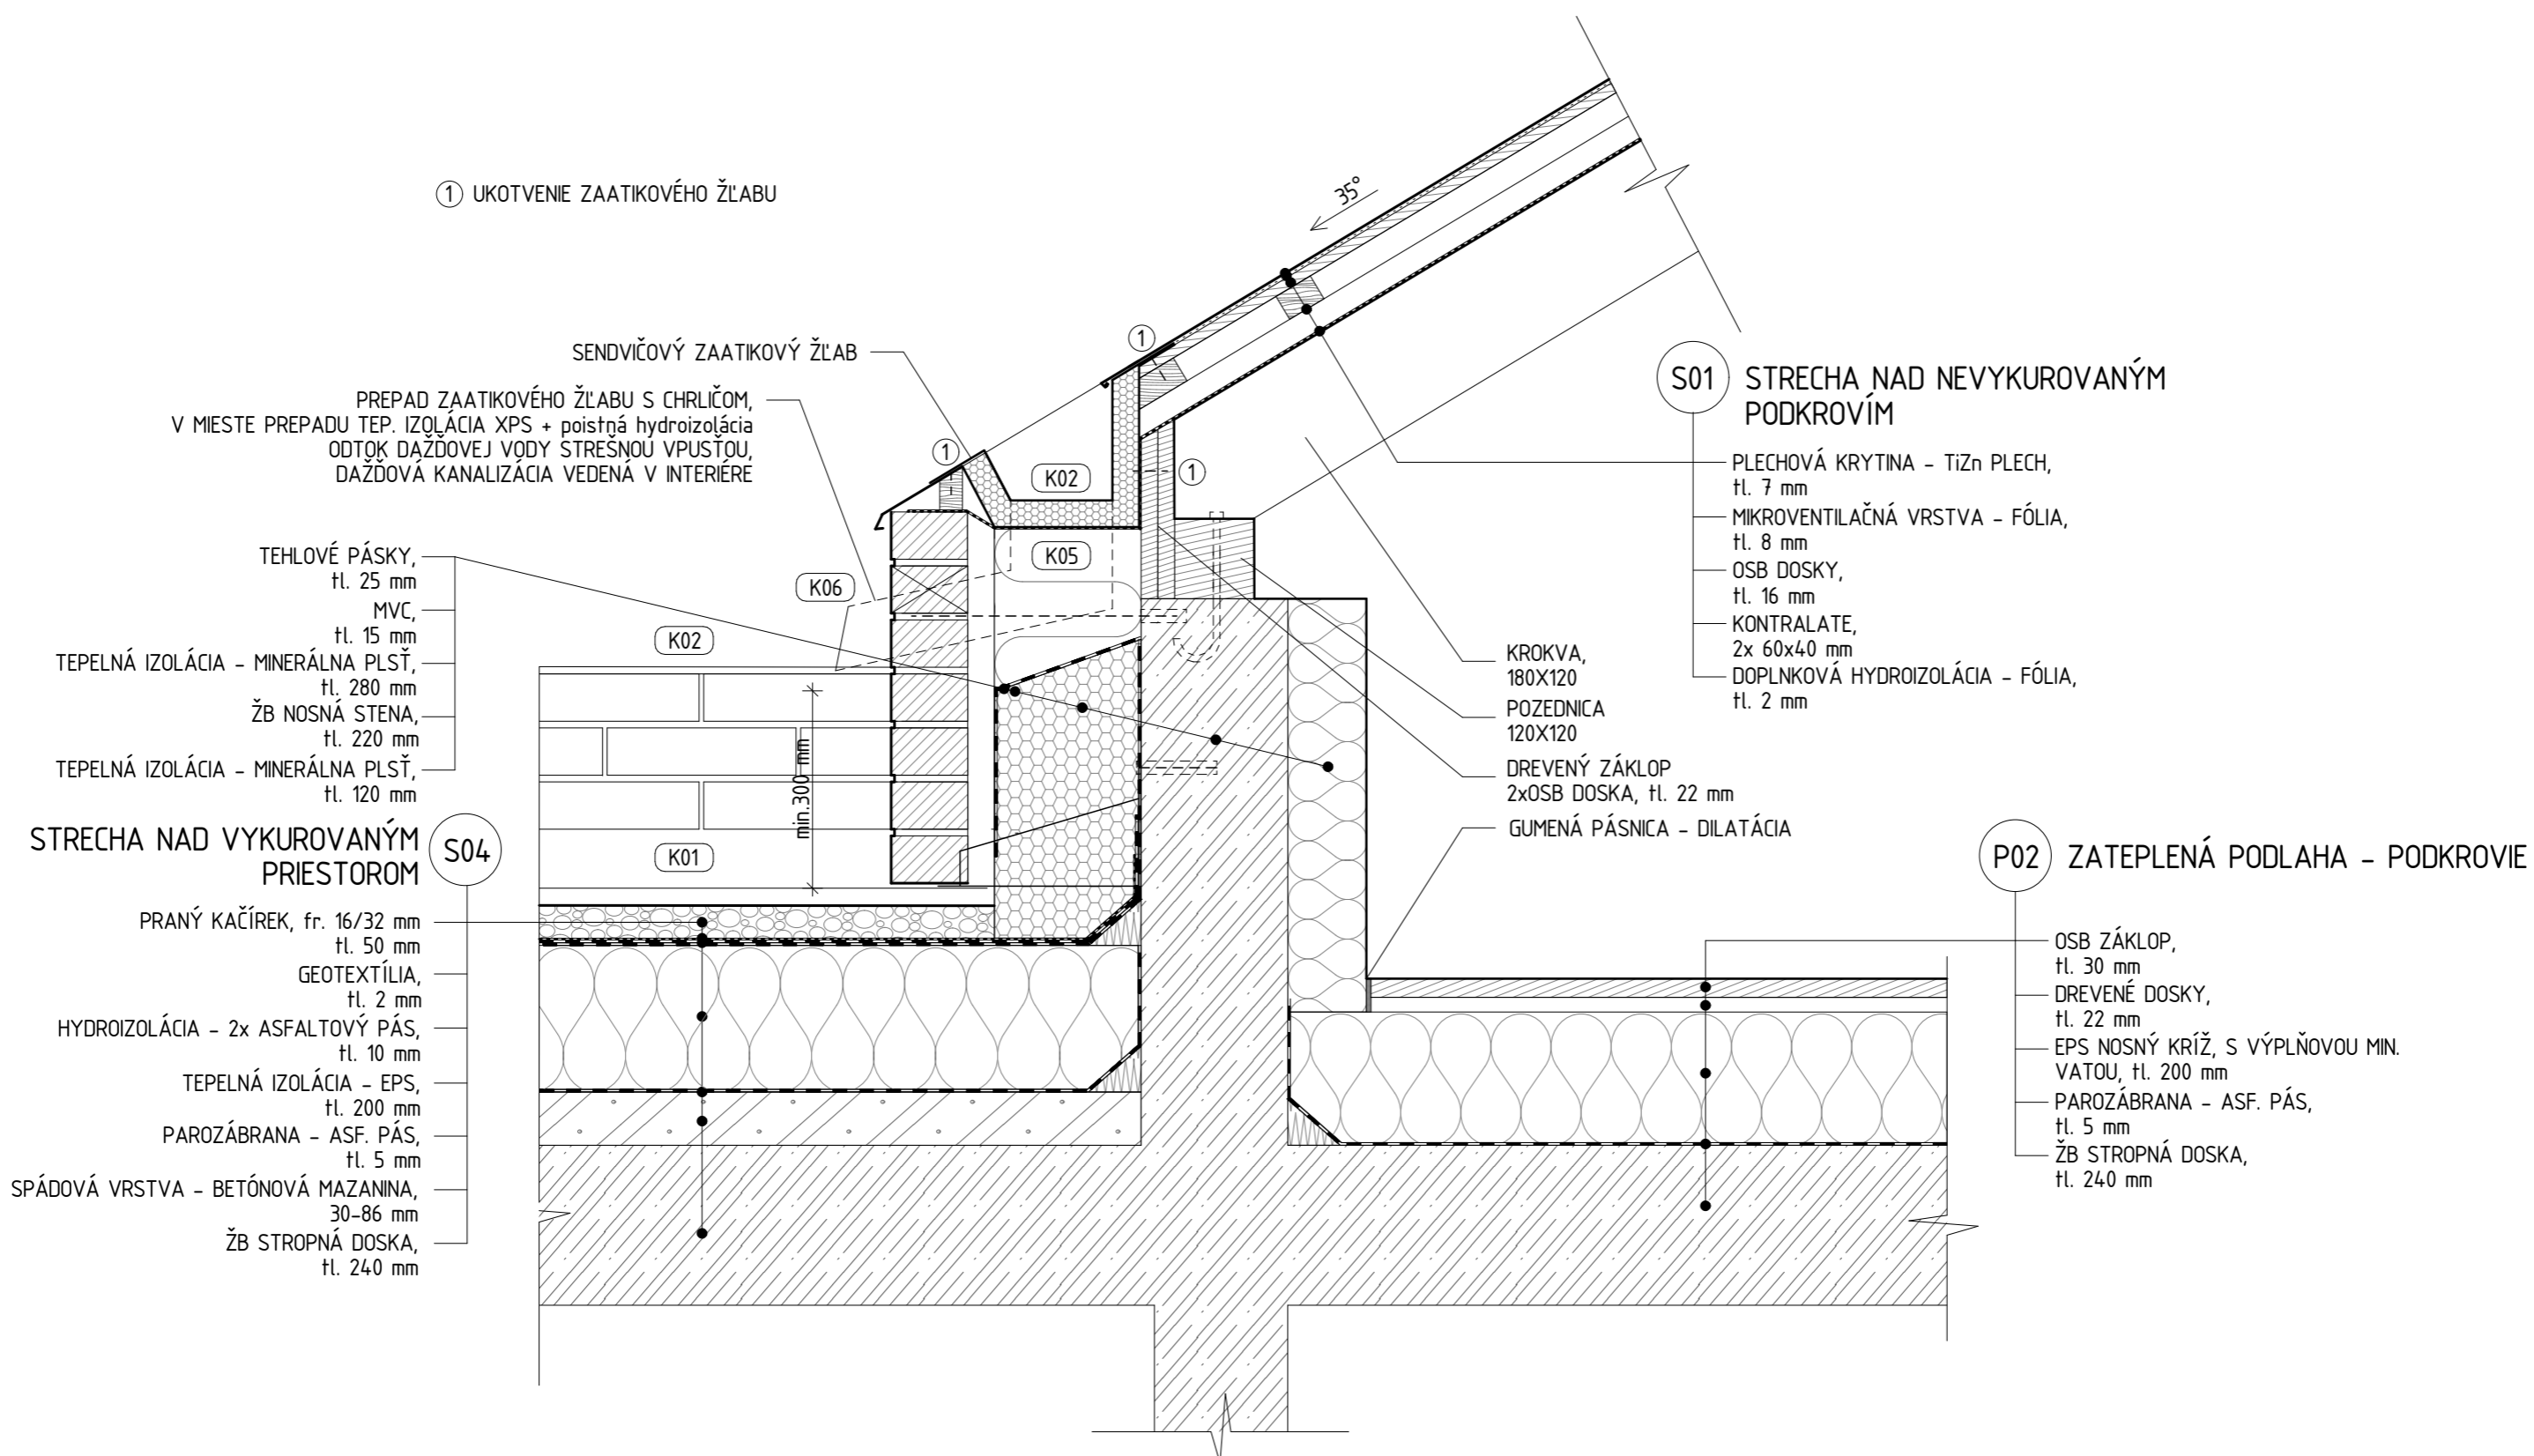 ① UKOTVENIE ZAATIKOVÉHO ŽĽABU
35°
1
SENDVIČOVÝ ZAATIKOVÝ ŽĽAB
PREPAD ZAATIKOVÉHO ŽĽABU S CHRLIČOM,
V MIESTE PREPADU TEP. IZOLÁCIA XPS + poistná hydroizolácia
ODTOK DAŽĎOVEJ VODY STREŠNOU VPUSŤOU,
DAŽĎOVÁ KANALIZÁCIA VEDENÁ V INTERIÉRE
1
K02
1
K05
K06
K02
K01
min.300 mm
TEHLOVÉ PÁSKY,
tl. 25 mm
MVC,
tl. 15 mm
TEPELNÁ IZOLÁCIA - MINERÁLNA PLSŤ,
tl. 280 mm
ŽB NOSNÁ STENA,
tl. 220 mm
TEPELNÁ IZOLÁCIA - MINERÁLNA PLSŤ,
tl. 120 mm
STRECHA NAD VYKUROVANÝM
PRIESTOROM
S04
PRANÝ KAČÍREK, fr. 16/32 mm
tl. 50 mm
GEOTEXTÍLIA,
tl. 2 mm
HYDROIZOLÁCIA - 2x ASFALTOVÝ PÁS,
tl. 10 mm
TEPELNÁ IZOLÁCIA - EPS,
tl. 200 mm
PAROZÁBRANA - ASF. PÁS,
tl. 5 mm
SPÁDOVÁ VRSTVA - BETÓNOVÁ MAZANINA,
30-86 mm
ŽB STROPNÁ DOSKA,
tl. 240 mm
S01
STRECHA NAD NEVYKUROVANÝM
PODKROVÍM
PLECHOVÁ KRYTINA - TiZn PLECH,
tl. 7 mm
MIKROVENTILAČNÁ VRSTVA - FÓLIA,
tl. 8 mm
OSB DOSKY,
tl. 16 mm
KONTRALATE,
2x 60x40 mm
DOPLNKOVÁ HYDROIZOLÁCIA - FÓLIA,
tl. 2 mm
KROKVA,
180X120
POZEDNICA
120X120
DREVENÝ ZÁKLOP
2xOSB DOSKA, tl. 22 mm
GUMENÁ PÁSNICA - DILATÁCIA
P02
ZATEPLENÁ PODLAHA - PODKROVIE
OSB ZÁKLOP,
tl. 30 mm
DREVENÉ DOSKY,
tl. 22 mm
EPS NOSNÝ KRÍŽ, S VÝPLŇOVOU MIN.
VATOU, tl. 200 mm
PAROZÁBRANA - ASF. PÁS,
tl. 5 mm
ŽB STROPNÁ DOSKA,
tl. 240 mm